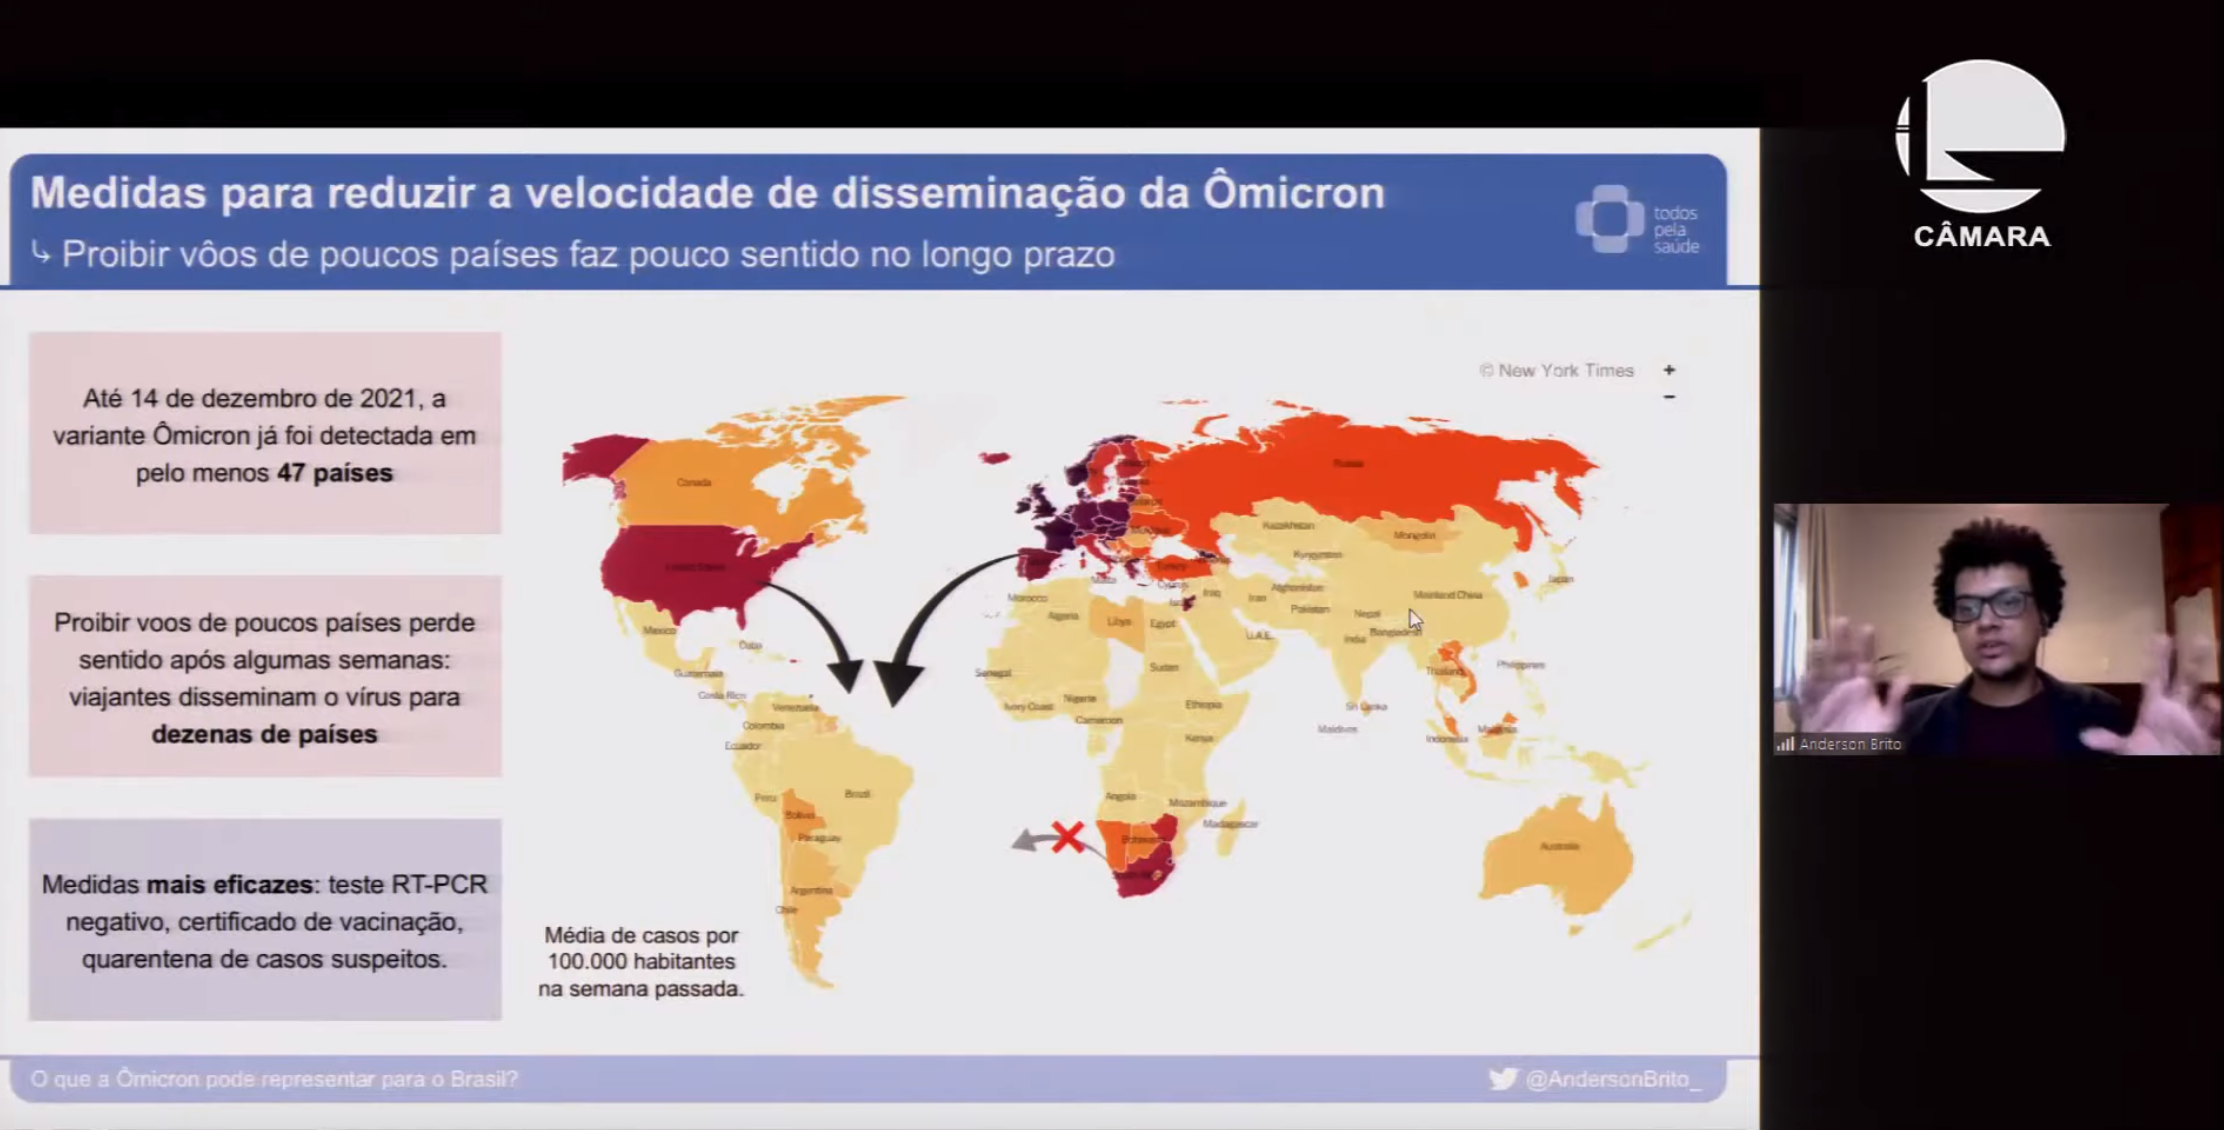 CÂMARA
Medidas para reduzir a velocidade de disseminação da Ômicron
↳ Proibir vôos de poucos países faz pouco sentido no longo prazo
todos
pela
saúde
Até 14 de dezembro de 2021, a
variante Ômicron já foi detectada em
pelo menos 47 países
Proibir voos de poucos países perde
sentido após algumas semanas:
viajantes disseminam o vírus para
dezenas de países
Medidas mais eficazes: teste RT-PCR
negativo, certificado de vacinação,
quarentena de casos suspeitos.
© New York Times
+
−
Russia
Canada
Kazakhstan
Mongolia
United States
Kyrgyzstan
Turkey
Japan
Malta
Cyprus
Afghanistan
Iraq
Iran
Mainland China
Morocco
Pakistan
Nepal
Algeria
Libya
Egypt
Bangladesh
Mexico
U.A.E.
India
Cuba
Sudan
Philippines
Guatemala
Senegal
Thailand
Costa Rica
Nigeria
Venezuela
Ivory Coast
Ethiopia
Sri Lanka
Cameroon
Colombia
Maldives
Malaysia
Ecuador
Kenya
Indonesia
Peru
Brazil
Angola
Mozambique
Bolivia
Madagascar
Paraguay
Botswana
Australia
Argentina
Chile
Média de casos por
100.000 habitantes
na semana passada.
Anderson Brito
O que a Ômicron pode representar para o Brasil?
@AndersonBrito_